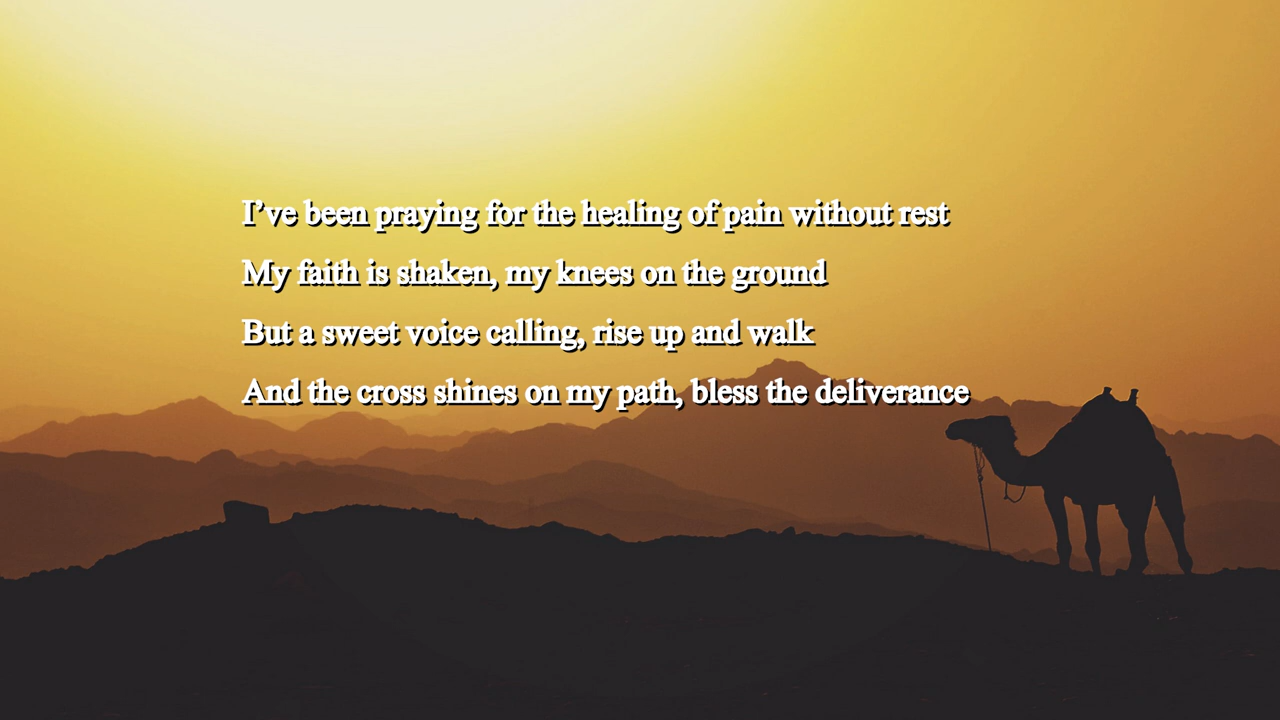 I’ve been praying for the healing of pain without rest
My faith is shaken, my knees on the ground
But a sweet voice calling, rise up and walk
And the cross shines on my path, bless the deliverance